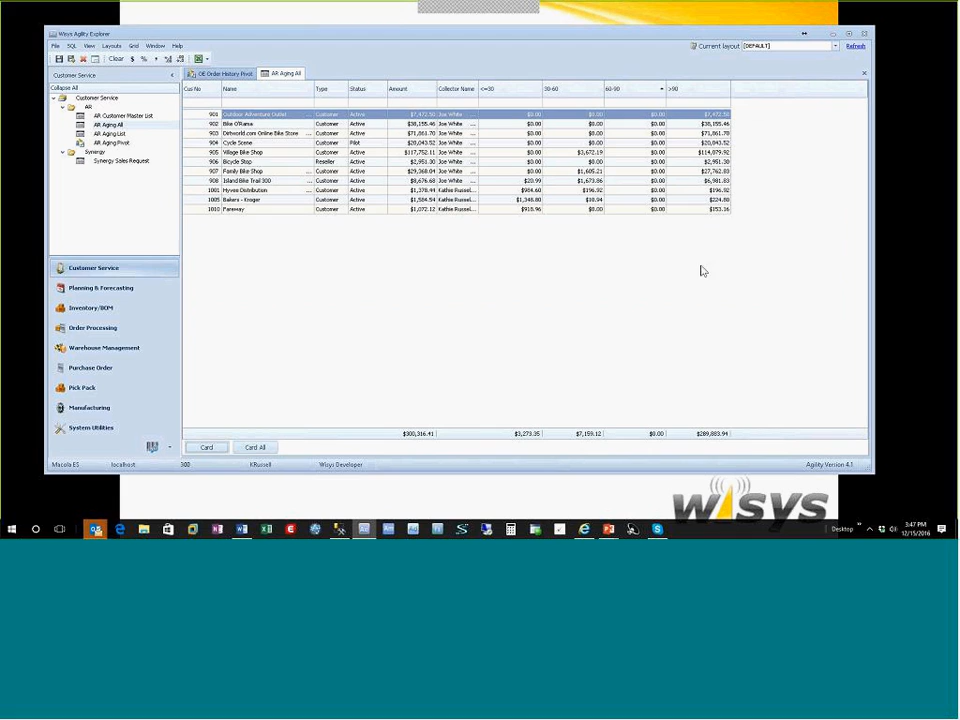 Wisys Agility Explorer
File SQL View Layouts Grid Window Help
Current layout [DEFAULT] Refresh
Clear $ %
Customer Service
OE Order History Pivot AR Aging All
Collapse All
Customer Service
AR
AR Customer Master List
AR Aging All
AR Aging List
AR Aging Pivot
Synergy
Synergy Sales Request
Customer Service
Planning & Forecasting
Inventory/BOM
Order Processing
Warehouse Management
Purchase Order
Pick Pack
Manufacturing
System Utilities
Cus No Name Type Status Amount Collector Name <=30 30-60 60-90 >90
901 Outdoor Adventure Outlet ... Customer Active $7,472.50 Joe White ... $0.00 $0.00 $0.00 $7,472.50
902 Bike O'Rama Customer Active $38,155.46 Joe White ... $0.00 $0.00 $0.00 $38,155.46
903 Dirtworld.com Online Bike Store ... Customer Active $71,861.70 Joe White ... $0.00 $0.00 $0.00 $71,861.70
904 Cycle Scene Customer Pilot $20,043.52 Joe White ... $0.00 $0.00 $0.00 $20,043.52
905 Village Bike Shop Customer Active $117,752.11 Joe White ... $0.00 $3,672.19 $0.00 $114,079.92
906 Bicycle Stop Reseller Active $2,951.30 Joe White ... $0.00 $0.00 $0.00 $2,951.30
907 Family Bike Shop Customer Active $29,368.04 Joe White ... $0.00 $1,605.21 $0.00 $27,762.83
908 Island Bike Trail 300 ... Customer Active $8,676.68 Joe White ... $20.99 $1,673.86 $0.00 $6,981.83
1001 Hyvee Distribution ... Customer Active $1,378.44 Kathie Russel... $984.60 $196.92 $0.00 $196.92
1005 Bakers - Kroger ... Customer Active $1,584.54 Kathie Russel... $1,348.80 $10.94 $0.00 $224.80
1010 Fareway Customer Active $1,072.12 Kathie Russel... $918.96 $0.00 $0.00 $153.16
$300,316.41 $3,273.35 $7,159.12 $0.00 $289,883.94
Card Card All
Macola ES localhost 300 KRussell Wisys Developer Agility Version 4.1
WiSYS
Desktop 3:47 PM
12/15/2016